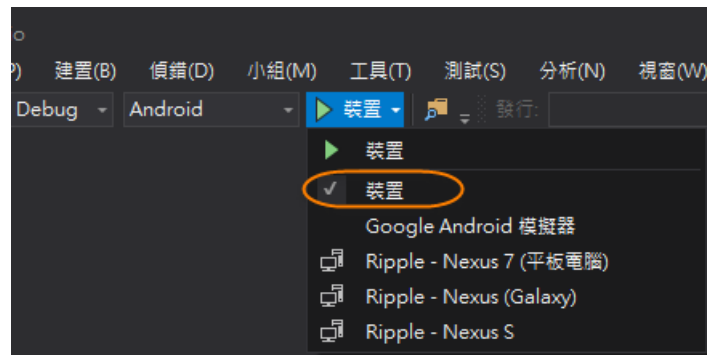 P) 建置(B) 偵錯(D) 小組(M) 工具(T) 測試(S) 分析(N) 視窗(W)
Debug Android 裝置 發行:
裝置
裝置
Google Android 模擬器
Ripple - Nexus 7 (平板電腦)
Ripple - Nexus (Galaxy)
Ripple - Nexus S